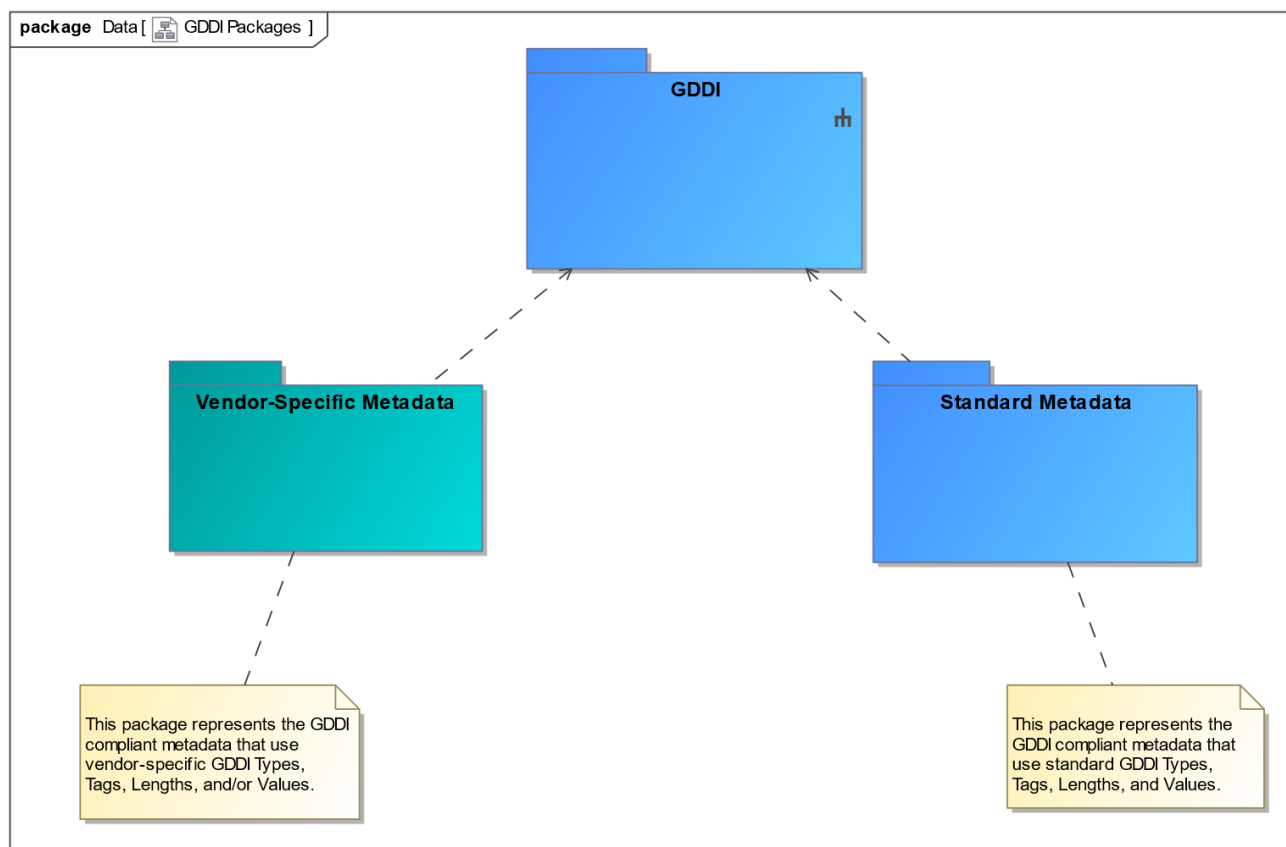 package Data [ GDDI Packages ]
GDDI
Vendor-Specific Metadata
Standard Metadata
This package represents the GDDI
compliant metadata that use
vendor-specific GDDI Types,
Tags, Lengths, and/or Values.
This package represents the
GDDI compliant metadata that
use standard GDDI Types,
Tags, Lengths, and Values.